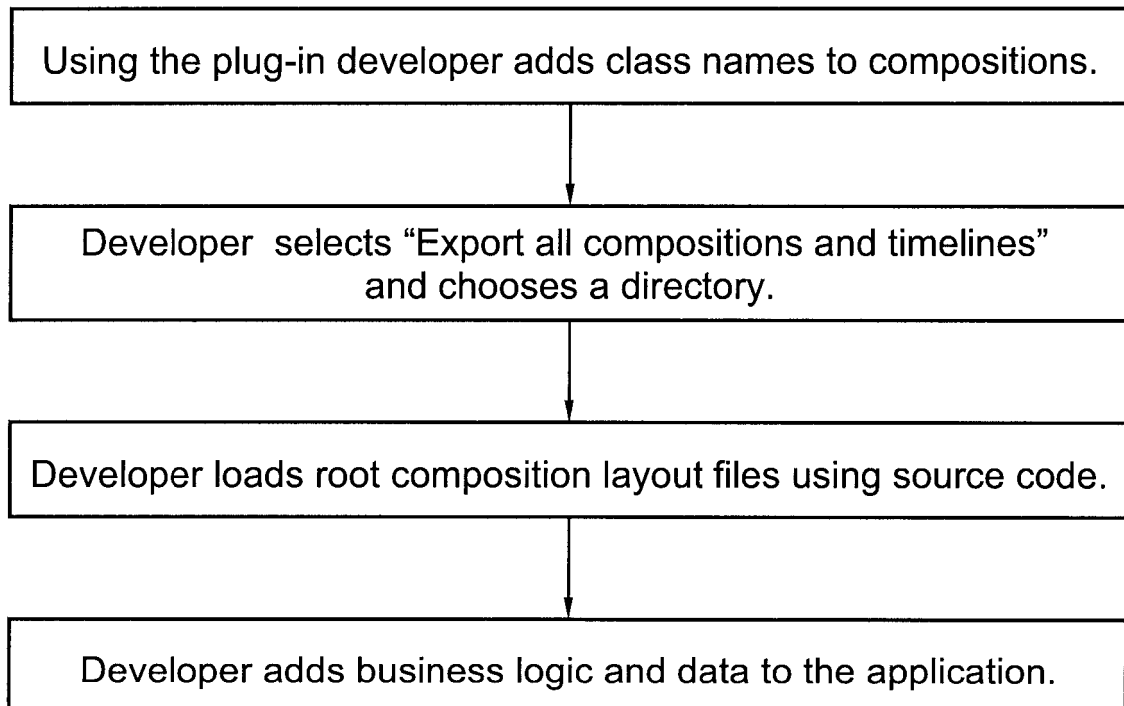 Using the plug-in developer adds class names to compositions.
Developer selects “Export all compositions and timelines”
and chooses a directory.
Developer loads root composition layout files using source code.
Developer adds business logic and data to the application.